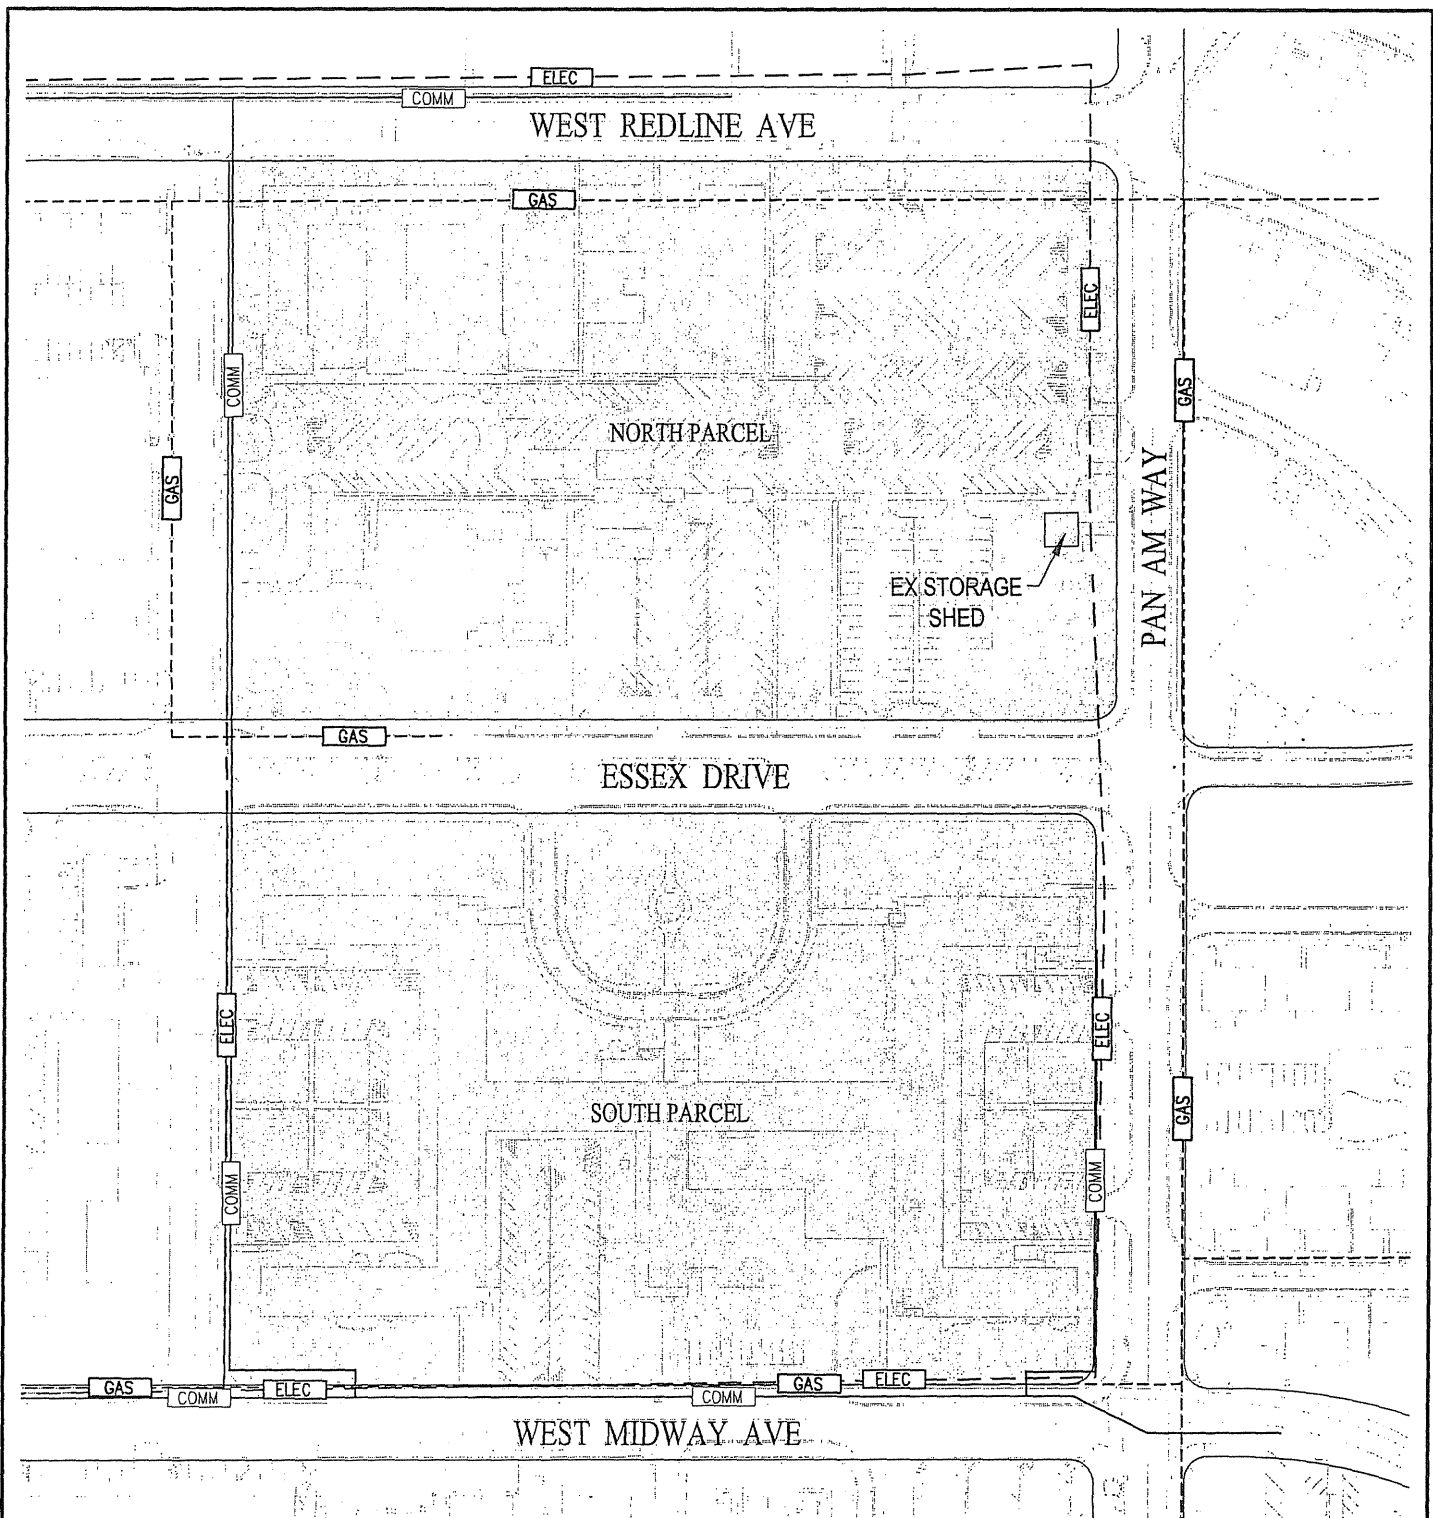 ELEC
COMM
WEST REDLINE AVE
GAS
ELEC
COMM
GAS
NORTH PARCEL
GAS
PAN AM WAY
EX STORAGE
SHED
GAS
ESSEX DRIVE
ELEC
ELEC
SOUTH PARCEL
GAS
COMM
COMM
GAS
COMM
ELEC
COMM
GAS
ELEC
WEST MIDWAY AVE